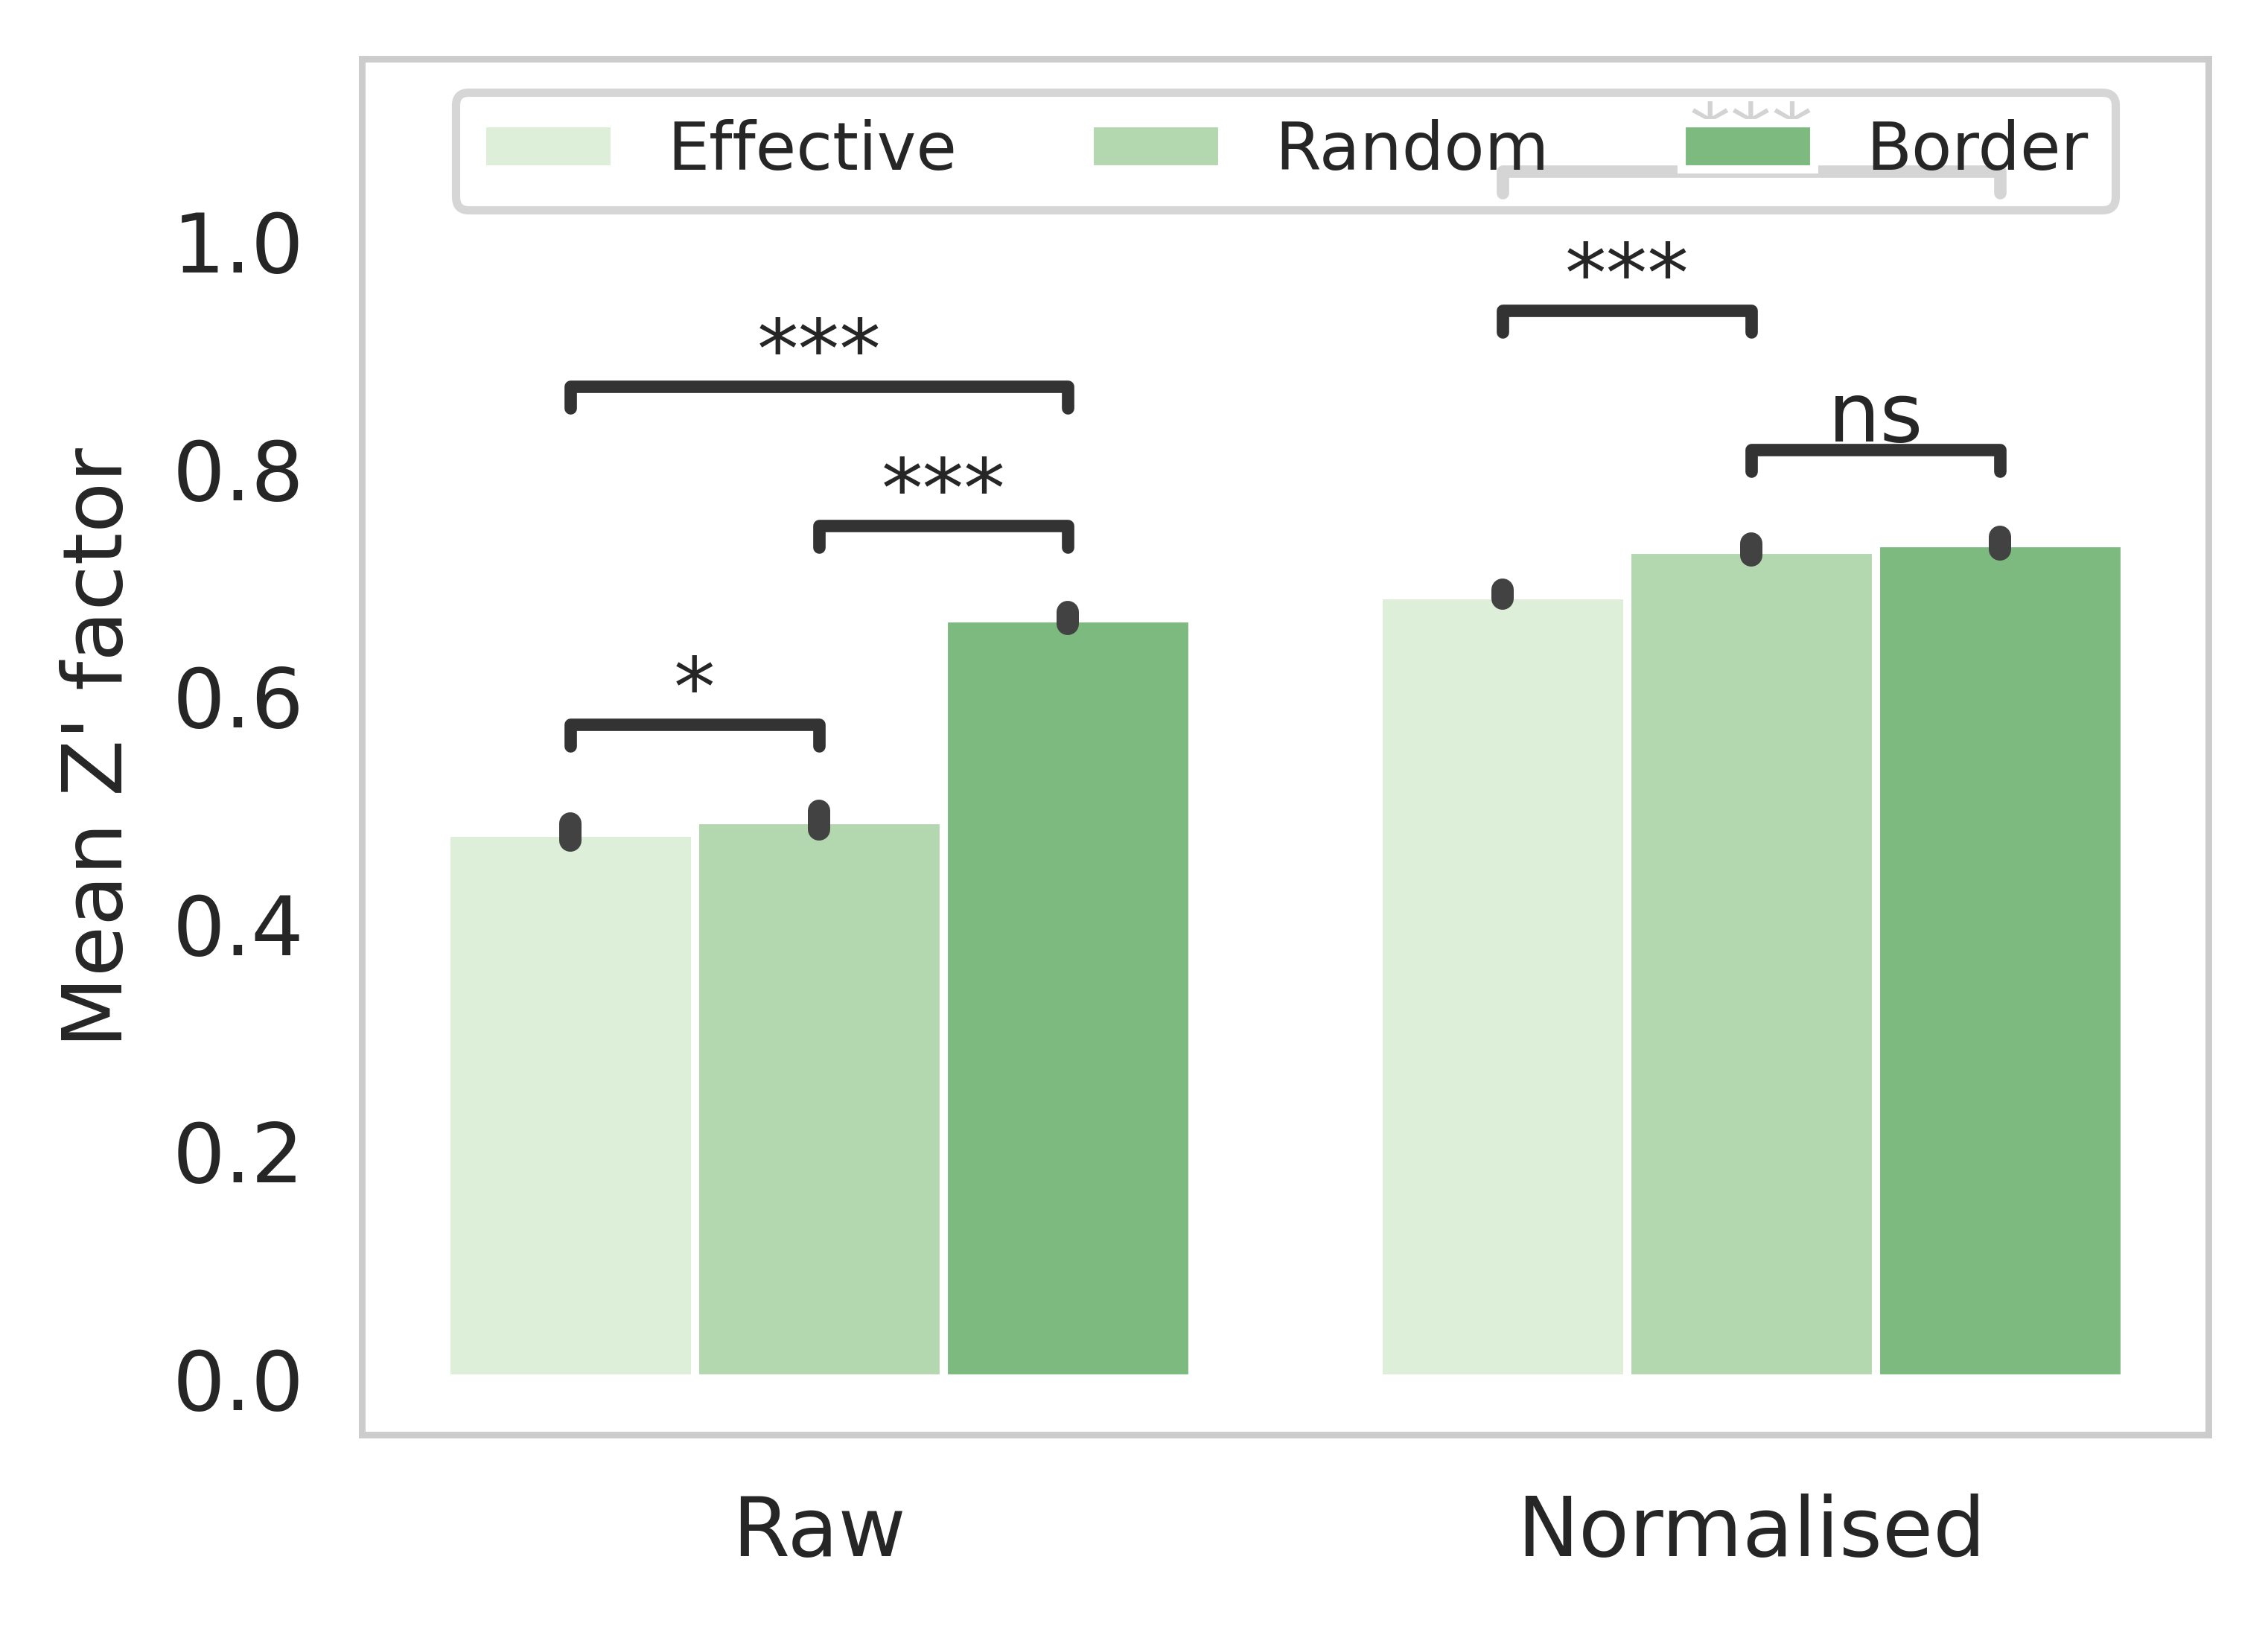 Effective Random *** Border
1.0
***
***
0.8
ns
***
0.6
*
0.4
0.2
0.0
Mean Z' factor
Raw Normalised